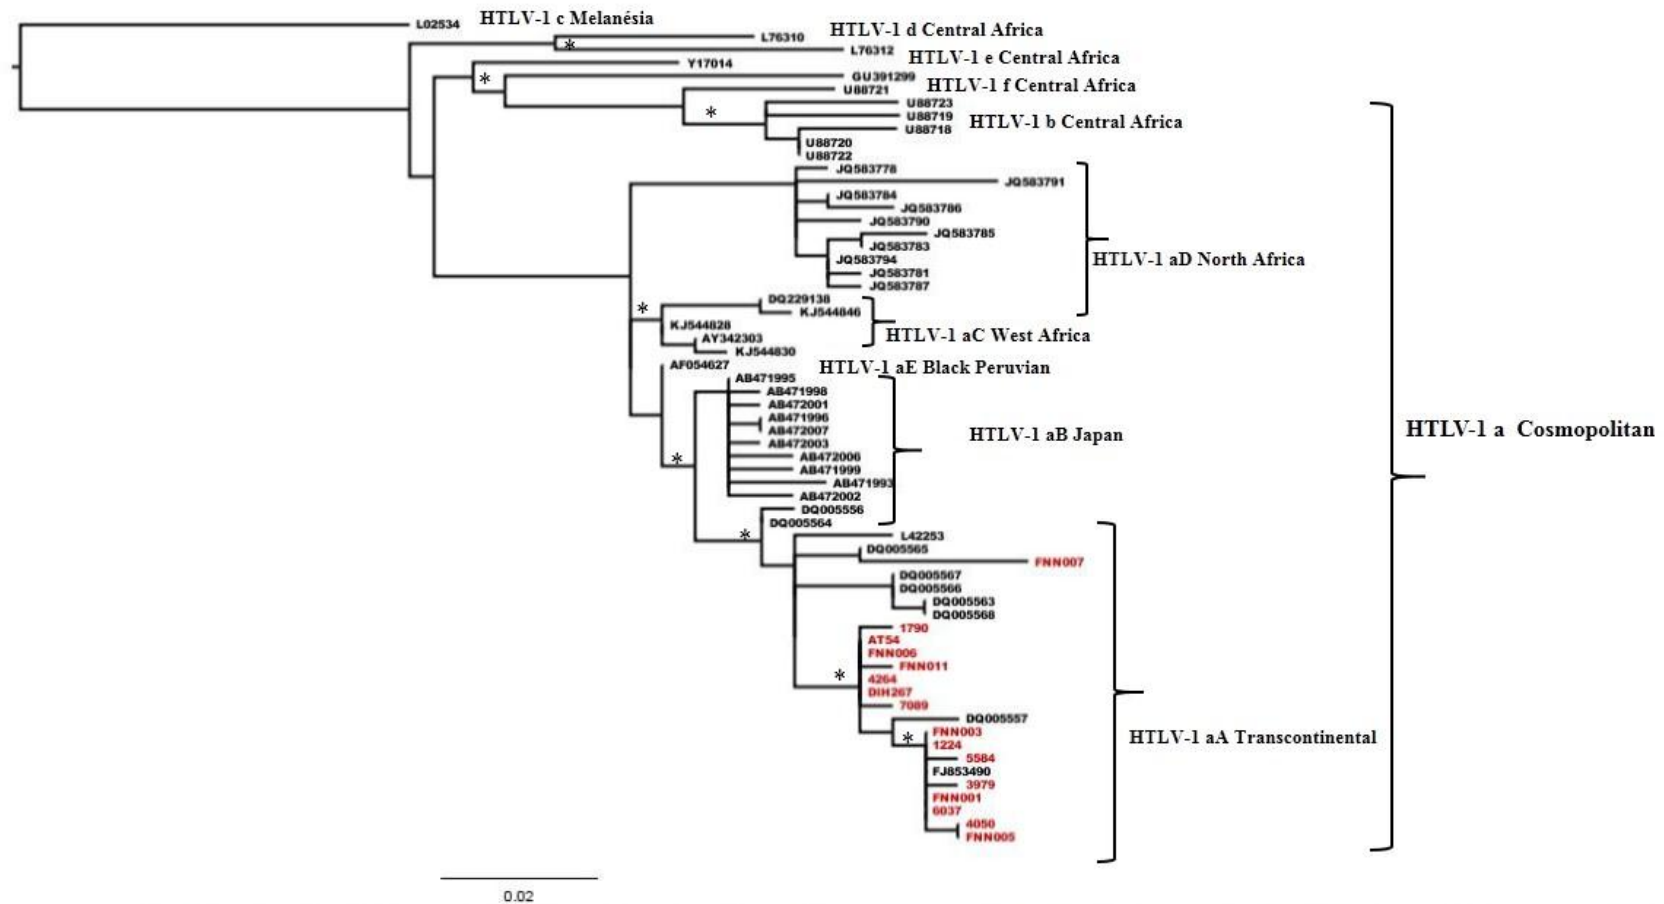 L02534 HTLV-1 c Melanésia
L76310 HTLV-1 d Central Africa
*
L76312
Y17014 HTLV-1 e Central Africa
*
GU391299
U88721 HTLV-1 f Central Africa
*
U88723
U88719
U88718
HTLV-1 b Central Africa
U88720
U88722
JQ583778
JQ583791
JQ583784
JQ583786
JQ583790
JQ583785
JQ583783
JQ583794
JQ583781
JQ583787
HTLV-1 aD North Africa
*
DQ229138
KJ544846
KJ544828
AY342303
KJ544830
HTLV-1 aC West Africa
AF054627 HTLV-1 aE Black Peruvian
AB471995
AB471998
AB472001
AB471996
AB472007
AB472003
AB472006
AB471999
AB471993
AB472002
DQ005556
DQ005564
HTLV-1 aB Japan
*
*
HTLV-1 a Cosmopolitan
L42253
DQ005565
FNN007
DQ005567
DQ005566
DQ005563
DQ005568
1790
AT54
FNN006
FNN011
*
4264
DIH267
7089
DQ005557
*
FNN003
1224
5584
FJ853490
3979
FNN001
6037
4050
FNN005
HTLV-1 aA Transcontinental
0.02